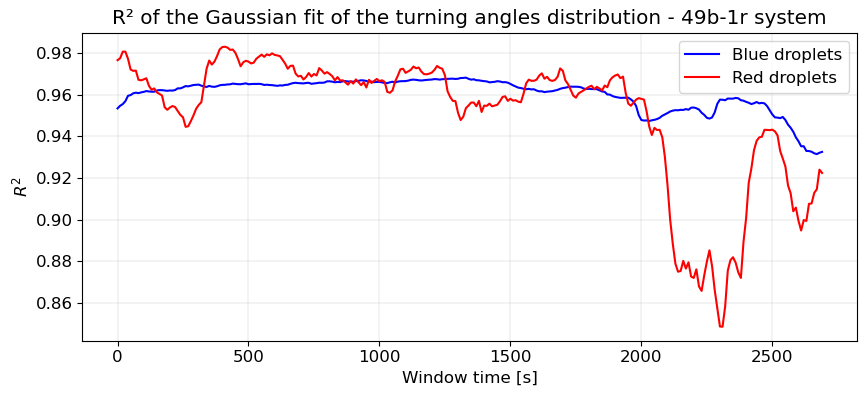 R² of the Gaussian fit of the turning angles distribution - 49b-1r system
Blue droplets
Red droplets
R²
0.98
0.96
0.94
0.92
0.90
0.88
0.86
0
500
1000
1500
2000
2500
Window time [s]